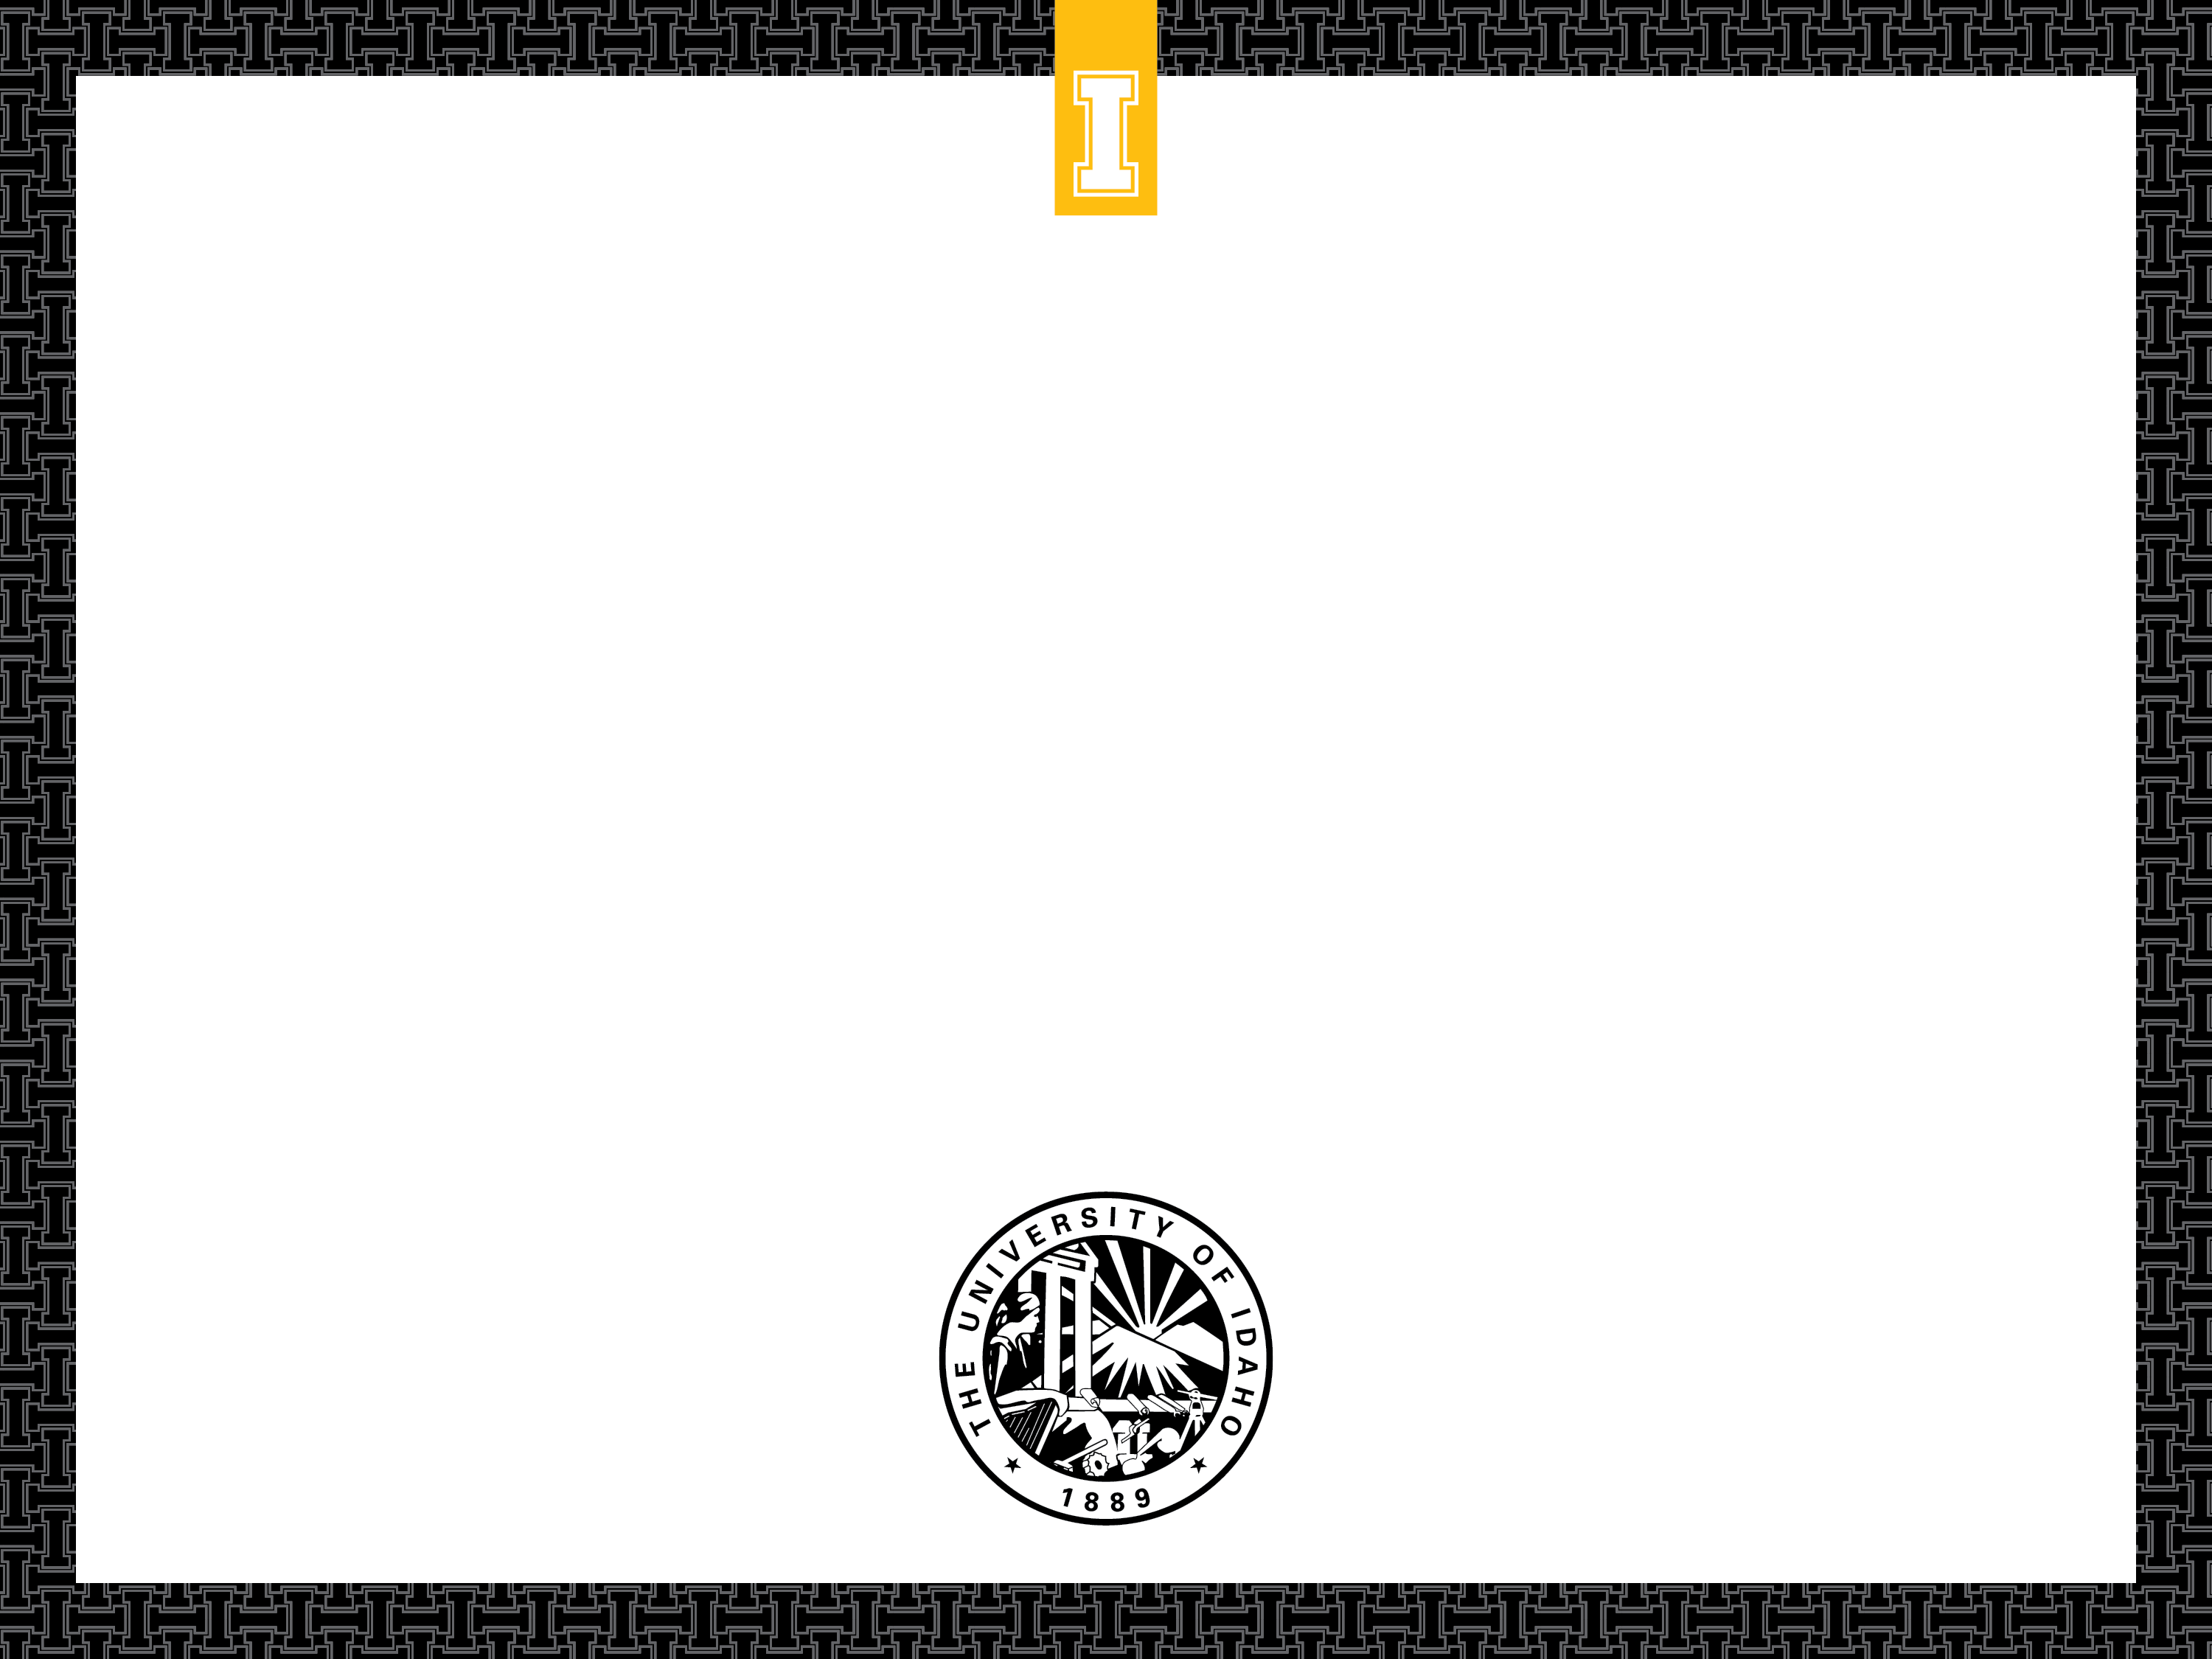 I
THE UNIVERSITY OF IDAHO
1889